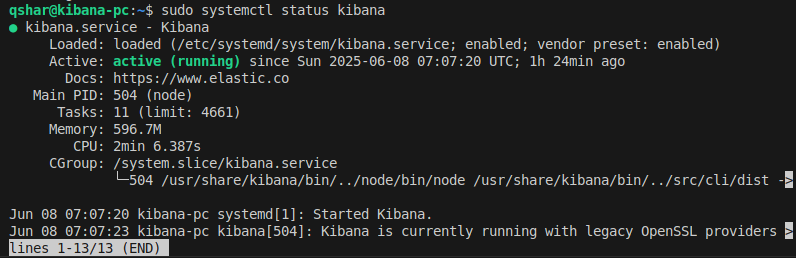 qshar@kibana-pc:~$ sudo systemctl status kibana
● kibana.service - Kibana
     Loaded: loaded (/etc/systemd/system/kibana.service; enabled; vendor preset: enabled)
     Active: active (running) since Sun 2025-06-08 07:07:20 UTC; 1h 24min ago
       Docs: https://www.elastic.co
   Main PID: 504 (node)
      Tasks: 11 (limit: 4661)
     Memory: 596.7M
        CPU: 2min 6.387s
     CGroup: /system.slice/kibana.service
             └─504 /usr/share/kibana/bin/../node/bin/node /usr/share/kibana/bin/../src/cli/dist ->
Jun 08 07:07:20 kibana-pc systemd[1]: Started Kibana.
Jun 08 07:07:23 kibana-pc kibana[504]: Kibana is currently running with legacy OpenSSL providers >
lines 1-13/13 (END)